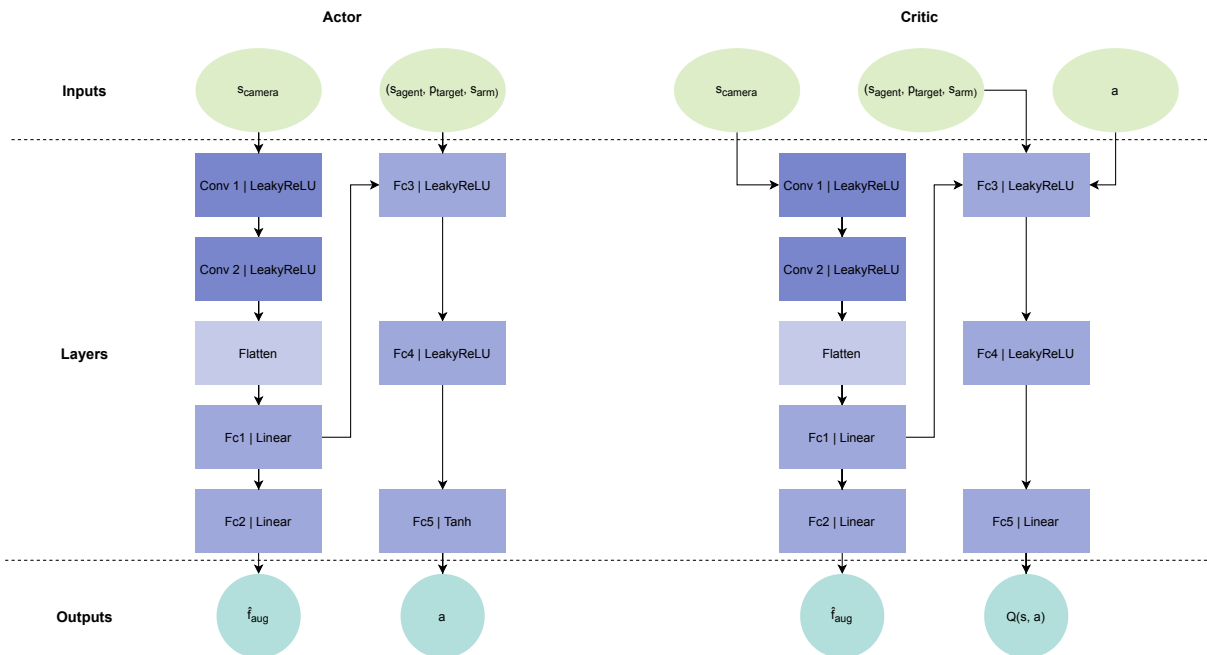 Actor
Critic
Inputs
s_camera
(s_agent, p_target, s_arm)
s_camera
(s_agent, p_target, s_arm)
a
Layers
Conv 1 | LeakyReLU
Fc3 | LeakyReLU
Conv 1 | LeakyReLU
Fc3 | LeakyReLU
Conv 2 | LeakyReLU
Conv 2 | LeakyReLU
Flatten
Fc4 | LeakyReLU
Flatten
Fc4 | LeakyReLU
Fc1 | Linear
Fc1 | Linear
Fc2 | Linear
Fc5 | Tanh
Fc2 | Linear
Fc5 | Linear
Outputs
f̂_aug
a
f̂_aug
Q(s, a)